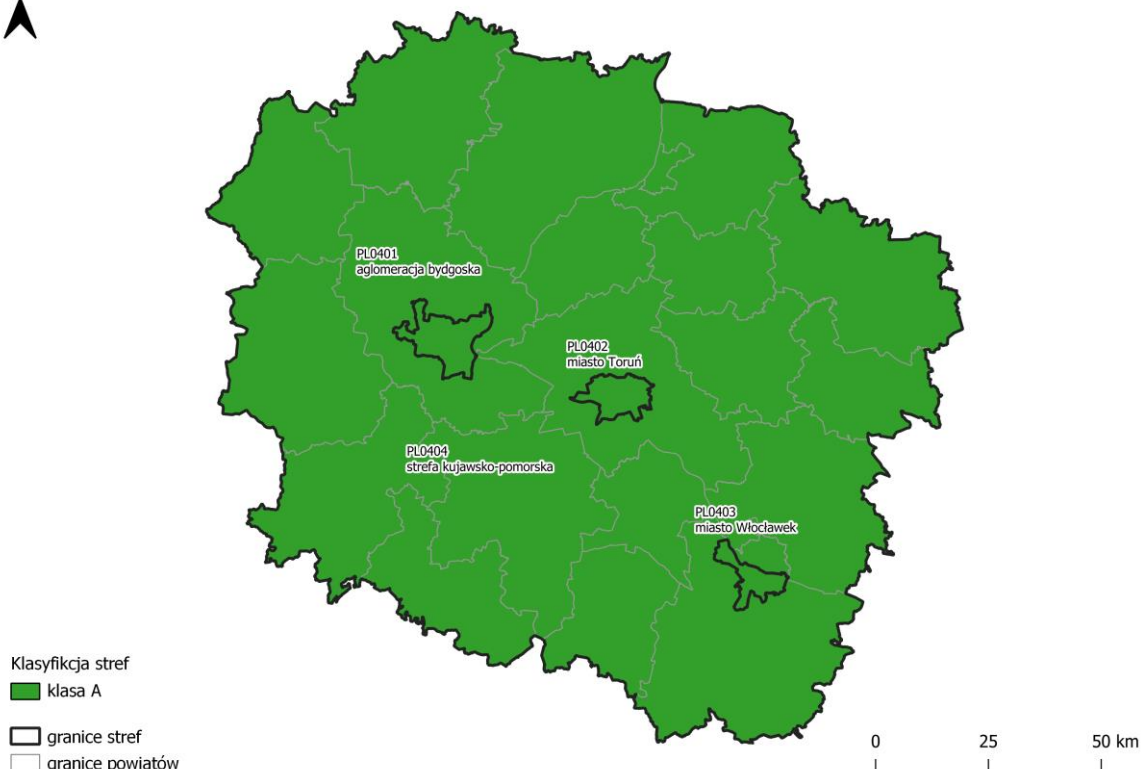 PL0401
aglomeracja bydgoska
PL0402
miasto Toruń
PL0404
strefa kujawsko-pomorska
PL0403
miasto Włocławek
Klasyfikcja stref
klasa A
granice stref
granice powiatów
0 25 50 km